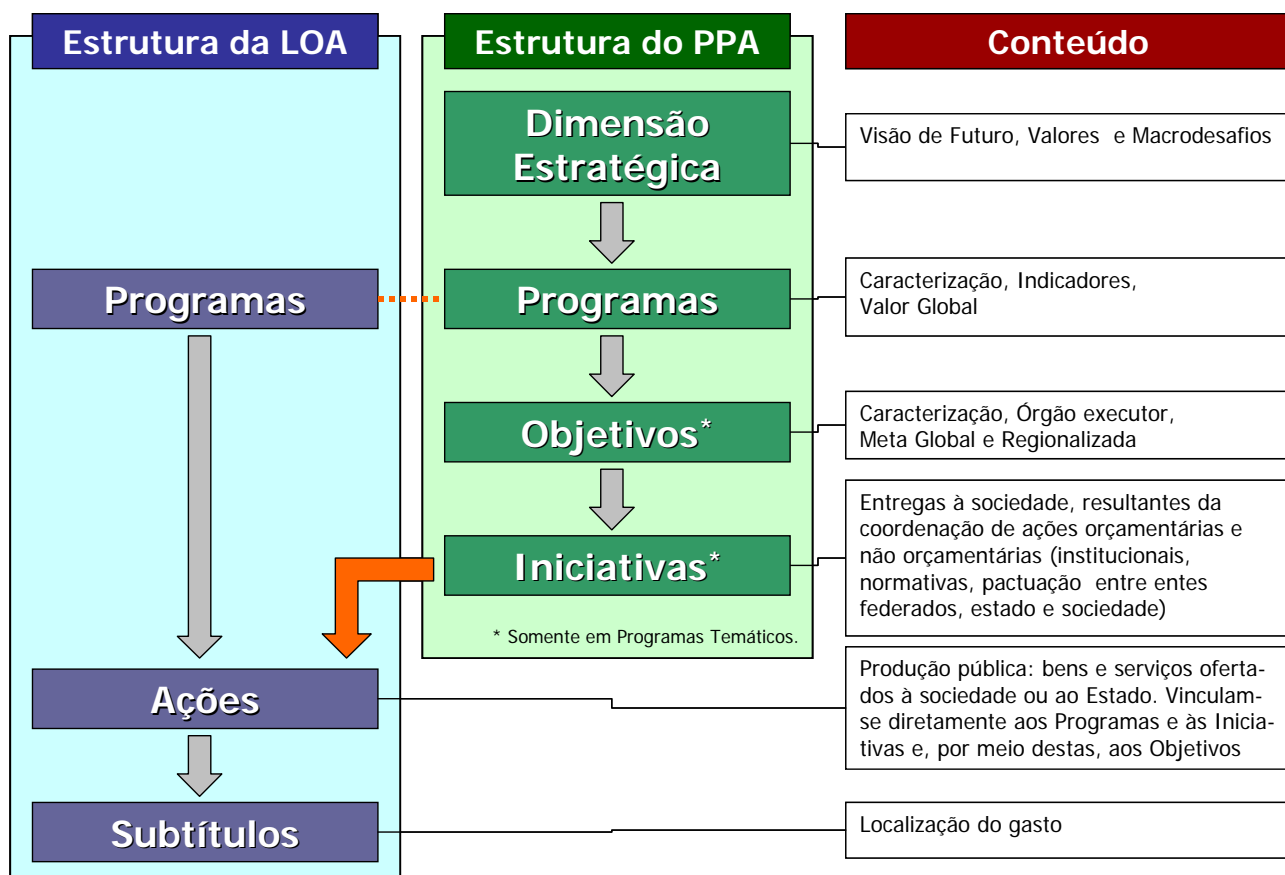 Estrutura da LOA
Estrutura do PPA
Conteúdo
Dimensão
Estratégica
Visão de Futuro, Valores e Macrodesafios
Programas
Programas
Caracterização, Indicadores,
Valor Global
Objetivos*
Caracterização, Órgão executor,
Meta Global e Regionalizada
Iniciativas*
Entregas à sociedade, resultantes da
coordenação de ações orçamentárias e
não orçamentárias (institucionais,
normativas, pactuação entre entes
federados, estado e sociedade)
* Somente em Programas Temáticos.
Ações
Produção pública: bens e serviços oferta-
dos à sociedade ou ao Estado. Vinculam-
se diretamente aos Programas e às Inicia-
tivas e, por meio destas, aos Objetivos
Subtítulos
Localização do gasto